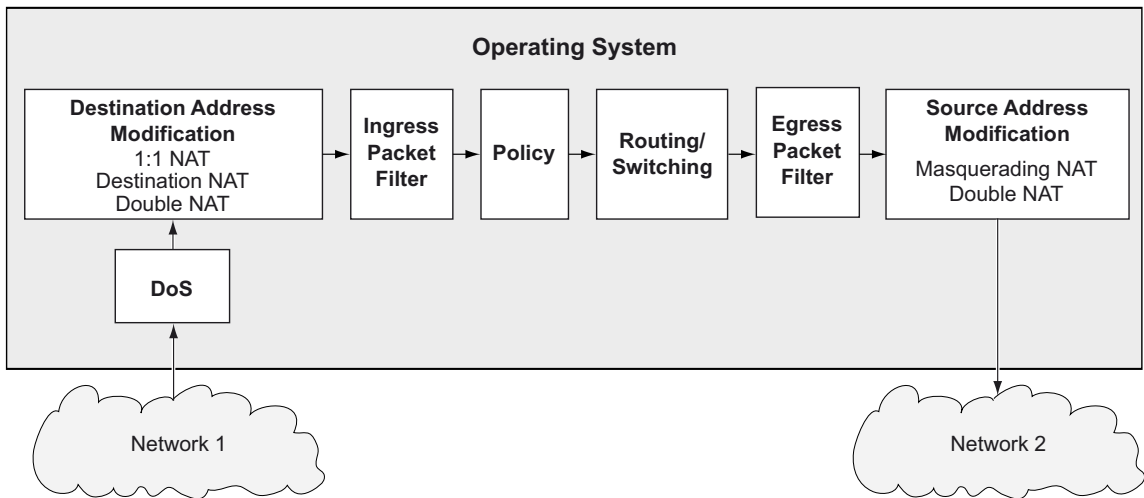 Operating System
Destination Address
Modification
1:1 NAT
Destination NAT
Double NAT
Ingress
Packet
Filter
Policy
Routing/
Switching
Egress
Packet
Filter
Source Address
Modification
Masquerading NAT
Double NAT
DoS
Network 1
Network 2